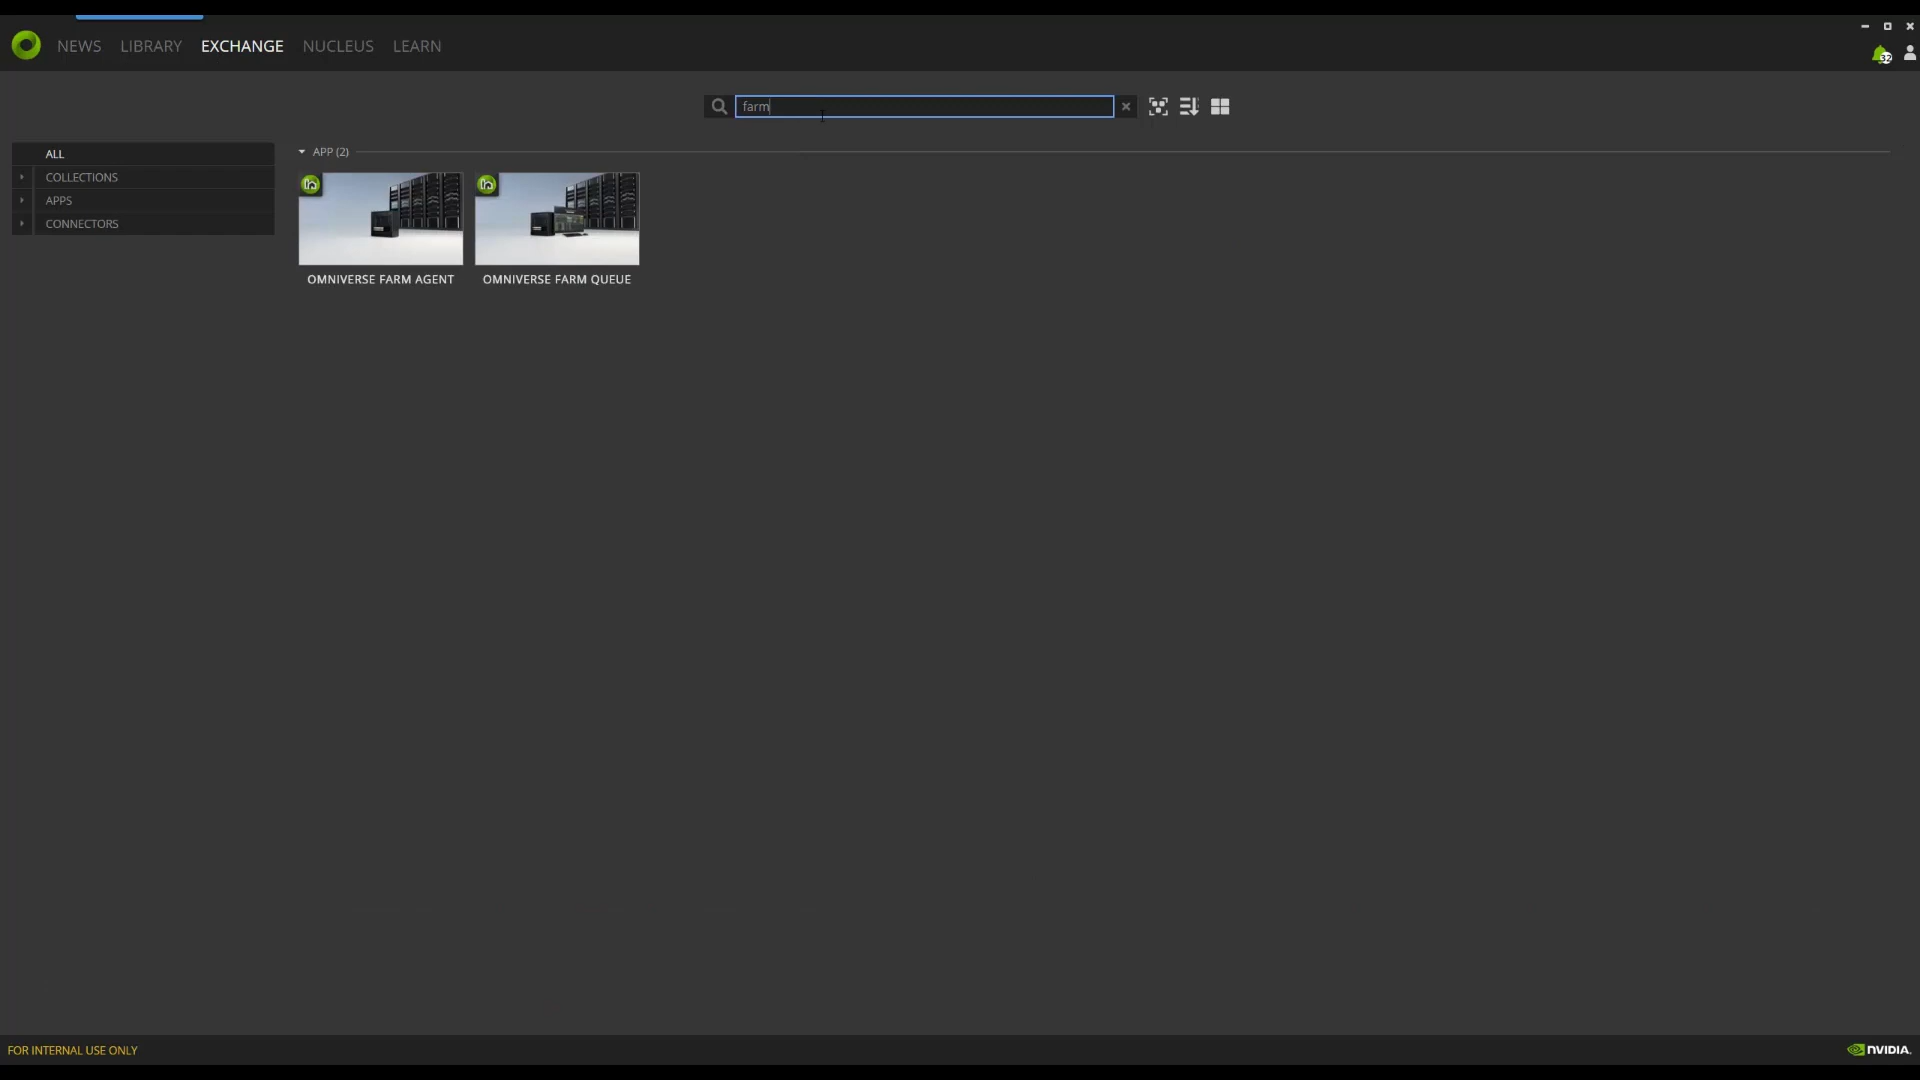 NEWS LIBRARY EXCHANGE NUCLEUS LEARN
32
farm
ALL
COLLECTIONS
APPS
CONNECTORS
APP (2)
OMNIVERSE FARM AGENT
OMNIVERSE FARM QUEUE
FOR INTERNAL USE ONLY
NVIDIA.